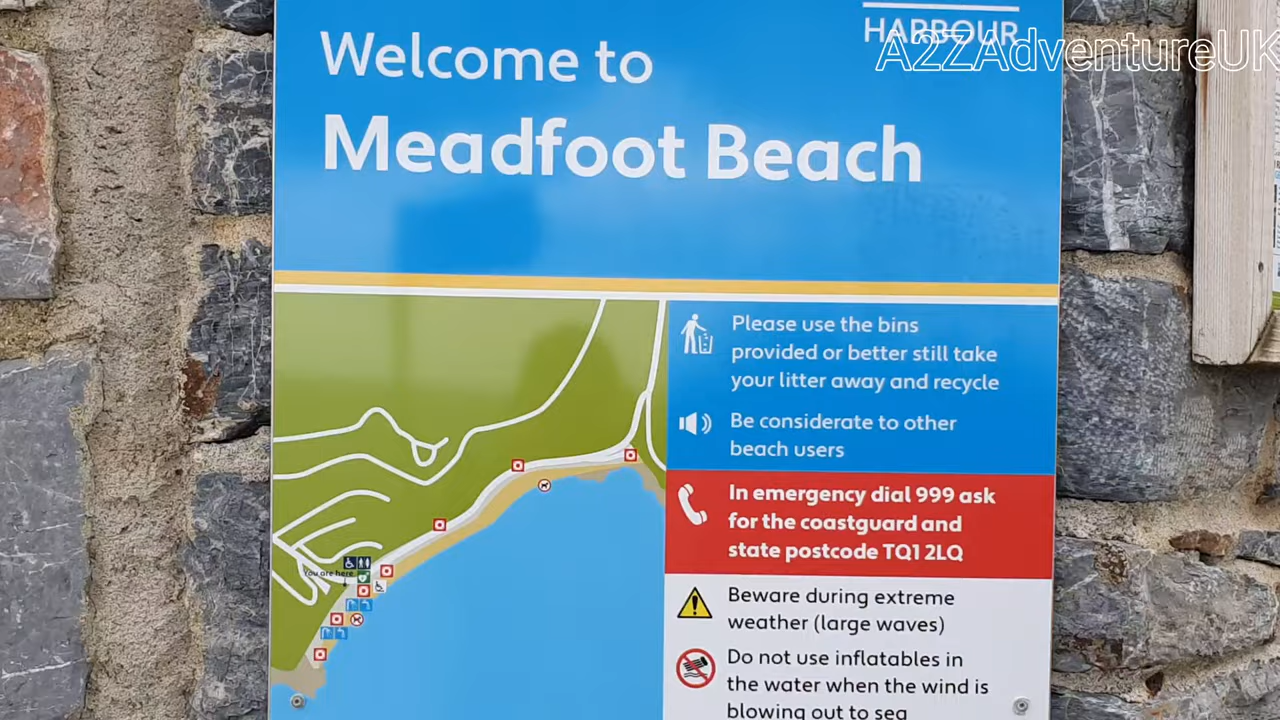 HARBOUR
A2ZAdventureUK
Welcome to
Meadfoot Beach
Please use the bins
provided or better still take
your litter away and recycle
Be considerate to other
beach users
In emergency dial 999 ask
for the coastguard and
state postcode TQ1 2LQ
You are here
Beware during extreme
weather (large waves)
Do not use inflatables in
the water when the wind is
blowing out to sea